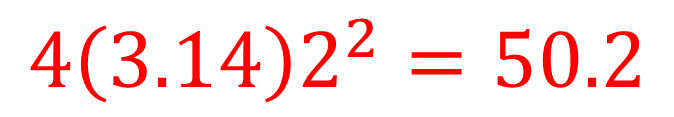 4(3.14)2² = 50.2